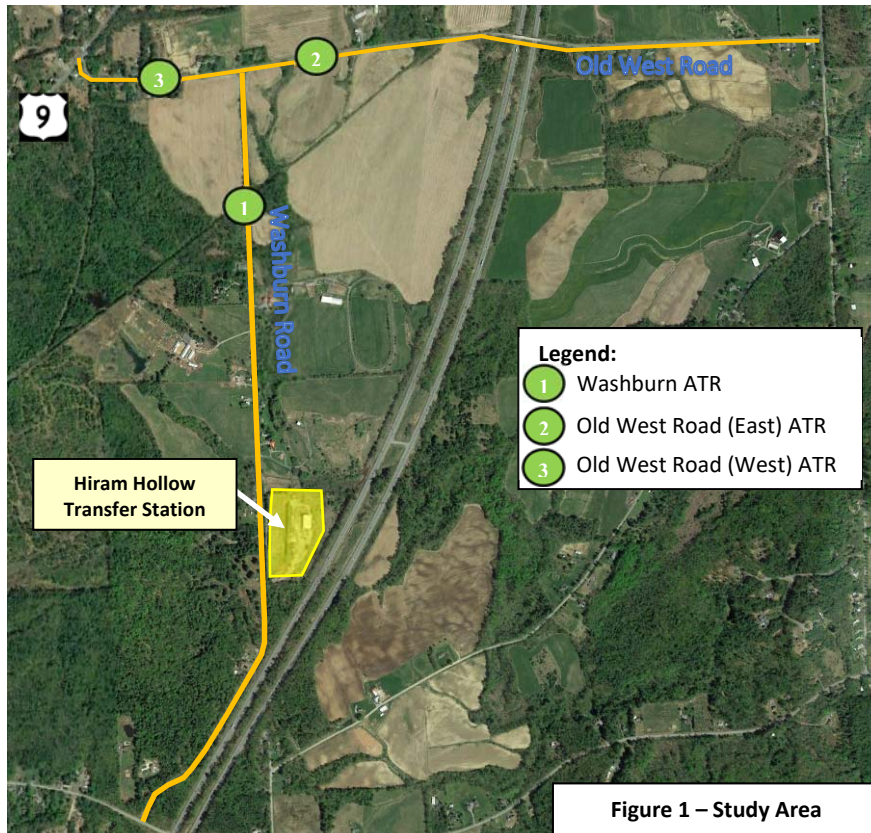 3
2
Old West Road
9
1
Washburn Road
Legend:
1 Washburn ATR
2 Old West Road (East) ATR
3 Old West Road (West) ATR
Hiram Hollow
Transfer Station
Figure 1 – Study Area